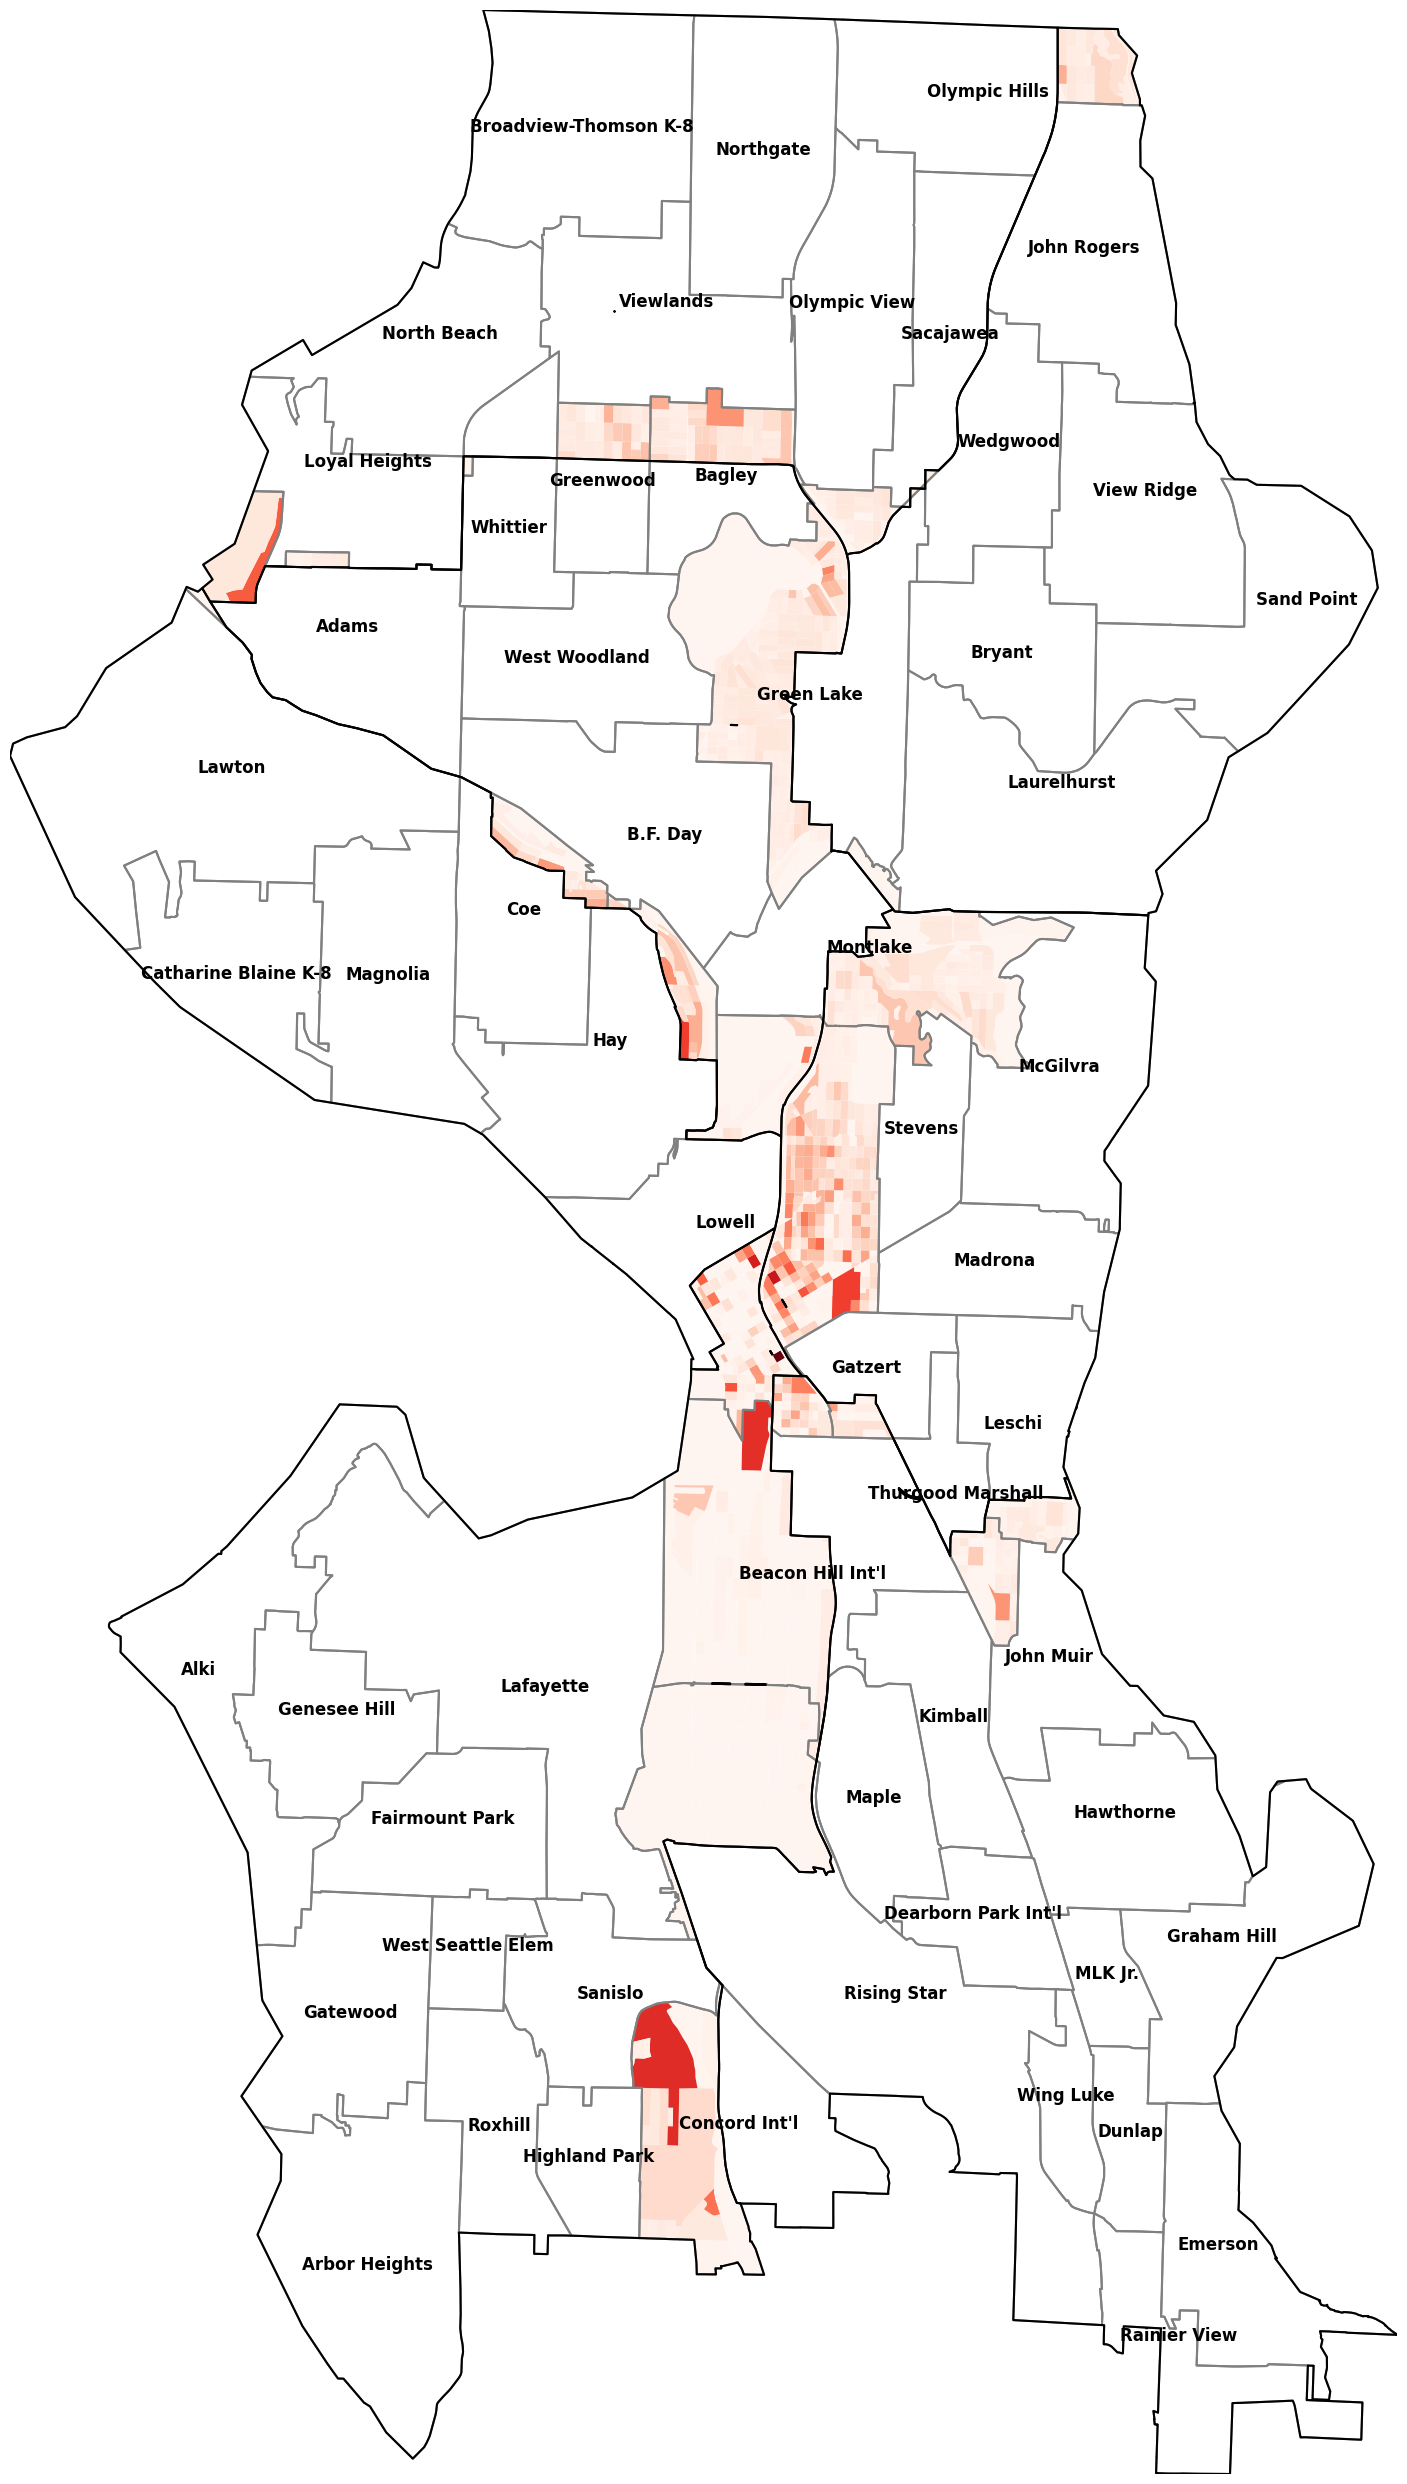 Olympic Hills
Broadview-Thomson K-8
Northgate
John Rogers
Viewlands
Olympic View
North Beach
Sacajawea
Wedgwood
Loyal Heights
Bagley
Greenwood
View Ridge
Whittier
Sand Point
Adams
Bryant
West Woodland
Green Lake
Lawton
Laurelhurst
B.F. Day
Coe
Montlake
Catharine Blaine K-8
Magnolia
Hay
McGilvra
Stevens
Lowell
Madrona
Gatzert
Leschi
Thurgood Marshall
Beacon Hill Int'l
John Muir
Alki
Lafayette
Genesee Hill
Kimball
Maple
Hawthorne
Fairmount Park
Dearborn Park Int'l
Graham Hill
West Seattle Elem
MLK Jr.
Sanislo
Rising Star
Gatewood
Wing Luke
Concord Int'l
Roxhill
Dunlap
Highland Park
Emerson
Arbor Heights
Rainier View